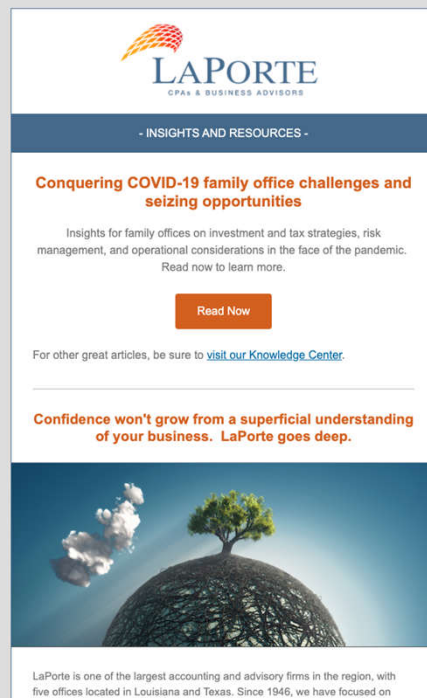 LAPORTE
CPAs & BUSINESS ADVISORS
- INSIGHTS AND RESOURCES -
Conquering COVID-19 family office challenges and
seizing opportunities
Insights for family offices on investment and tax strategies, risk
management, and operational considerations in the face of the pandemic.
Read now to learn more.
Read Now
For other great articles, be sure to visit our Knowledge Center.
Confidence won't grow from a superficial understanding
of your business.  LaPorte goes deep.
LaPorte is one of the largest accounting and advisory firms in the region, with
five offices located in Louisiana and Texas. Since 1946, we have focused on